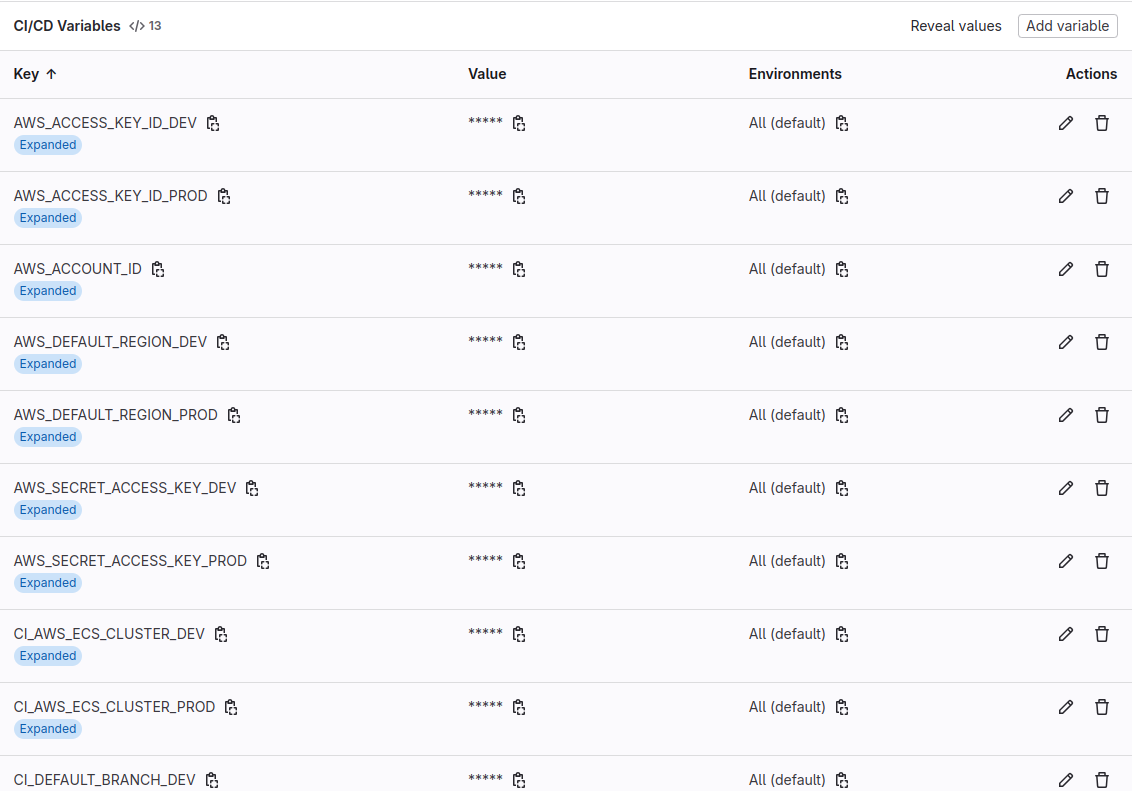 CI/CD Variables </> 13 Reveal values Add variable
Key ↑ Value Environments Actions
AWS_ACCESS_KEY_ID_DEV ***** All (default)
Expanded
AWS_ACCESS_KEY_ID_PROD ***** All (default)
Expanded
AWS_ACCOUNT_ID ***** All (default)
Expanded
AWS_DEFAULT_REGION_DEV ***** All (default)
Expanded
AWS_DEFAULT_REGION_PROD ***** All (default)
Expanded
AWS_SECRET_ACCESS_KEY_DEV ***** All (default)
Expanded
AWS_SECRET_ACCESS_KEY_PROD ***** All (default)
Expanded
CI_AWS_ECS_CLUSTER_DEV ***** All (default)
Expanded
CI_AWS_ECS_CLUSTER_PROD ***** All (default)
Expanded
CI_DEFAULT_BRANCH_DEV ***** All (default)